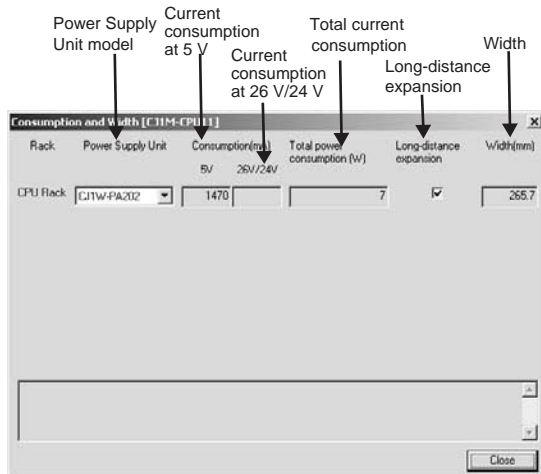 Power Supply
Unit model
Current
consumption
at 5 V
Current
consumption
at 26 V/24 V
Total current
consumption
Long-distance
expansion
Width
Consumption and Width [CJ1M-CPU11]
Rack
Power Supply Unit
Consumption(mA)
5V 26V/24V
Total power
consumption (W)
Long-distance
expansion
Width(mm)
CPU Rack CJ1W-PA202 1470 7 265.7
Close